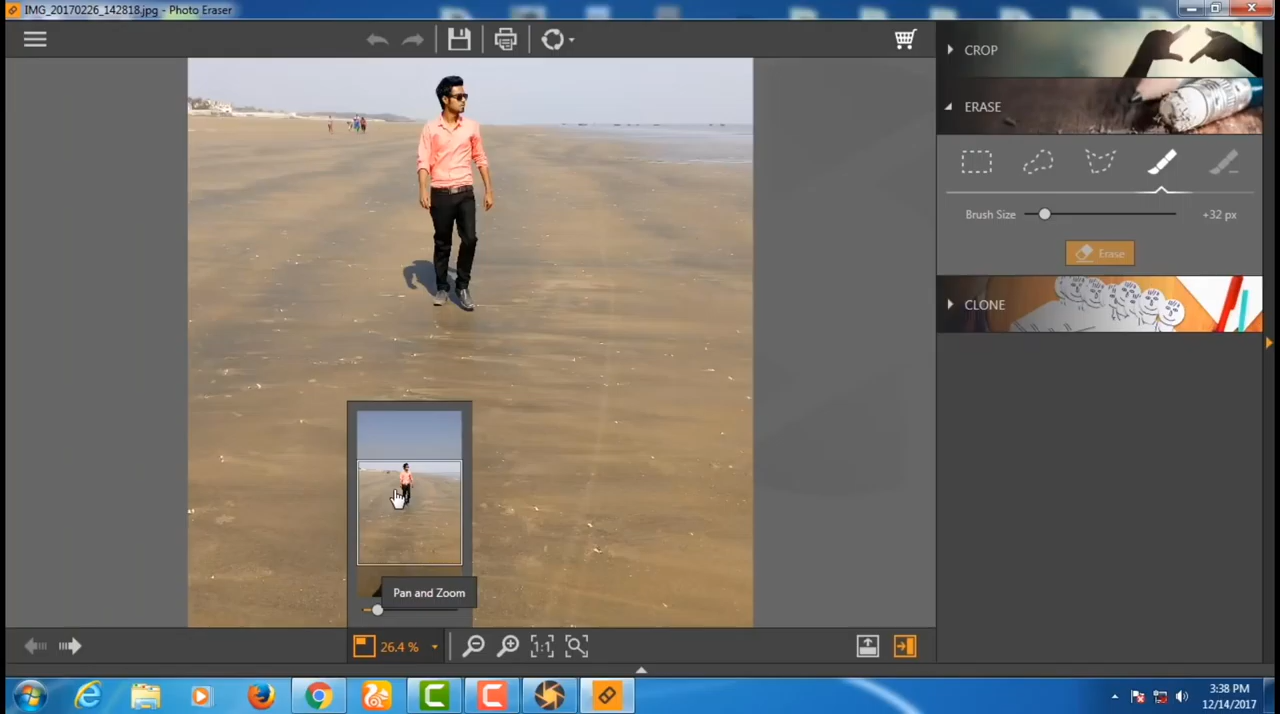 IMG_20170226_142818.jpg - Photo Eraser
CROP
ERASE
Brush Size
+32 px
Erase
CLONE
Pan and Zoom
26.4 %
1:1
3:38 PM
12/14/2017